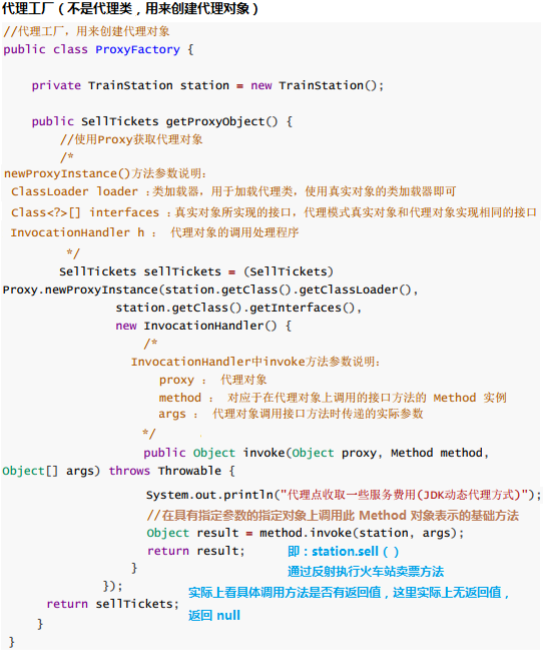 代理工厂（不是代理类，用来创建代理对象）
//代理工厂，用来创建代理对象
public class ProxyFactory {
private TrainStation station = new TrainStation();
public SellTickets getProxyObject() {
//使用Proxy获取代理对象
/*
newProxyInstance()方法参数说明：
ClassLoader loader ：类加载器，用于加载代理类，使用真实对象的类加载器即可
Class<?>[] interfaces ：真实对象所实现的接口，代理模式真实对象和代理对象实现相同的接口
InvocationHandler h ： 代理对象的调用处理程序
*/
SellTickets sellTickets = (SellTickets)
Proxy.newProxyInstance(station.getClass().getClassLoader(),
station.getClass().getInterfaces(),
new InvocationHandler() {
/*
InvocationHandler中invoke方法参数说明：
proxy ： 代理对象
method ： 对应于在代理对象上调用的接口方法的 Method 实例
args ： 代理对象调用接口方法时传递的实际参数
*/
public Object invoke(Object proxy, Method method,
Object[] args) throws Throwable {
System.out.println("代理点收取一些服务费用(JDK动态代理方式)");
//在具有指定参数的指定对象上调用此 Method 对象表示的基础方法
Object result = method.invoke(station, args);
return result; 即：station.sell（）
} 通过反射执行火车站卖票方法
}); 实际上看具体调用方法是否有返回值，这里实际上无返回值，
return sellTickets; 返回 null
}
}